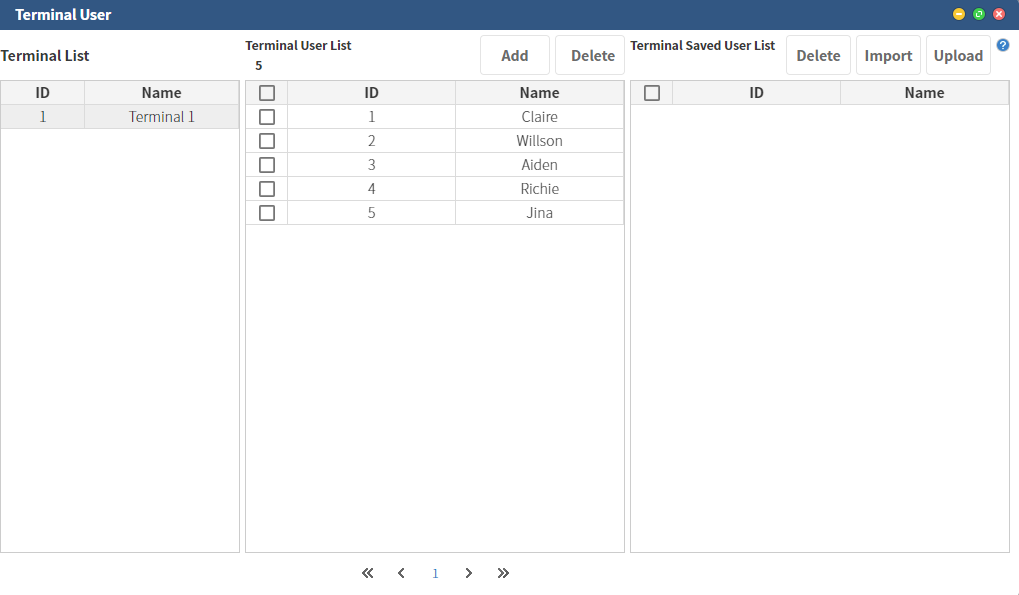 Terminal User
Terminal List
Terminal User List
5
Add
Delete
Terminal Saved User List
Delete
Import
Upload
?
ID Name
1 Terminal 1
ID Name
1 Claire
2 Willson
3 Aiden
4 Richie
5 Jina
ID Name
« < 1 > »